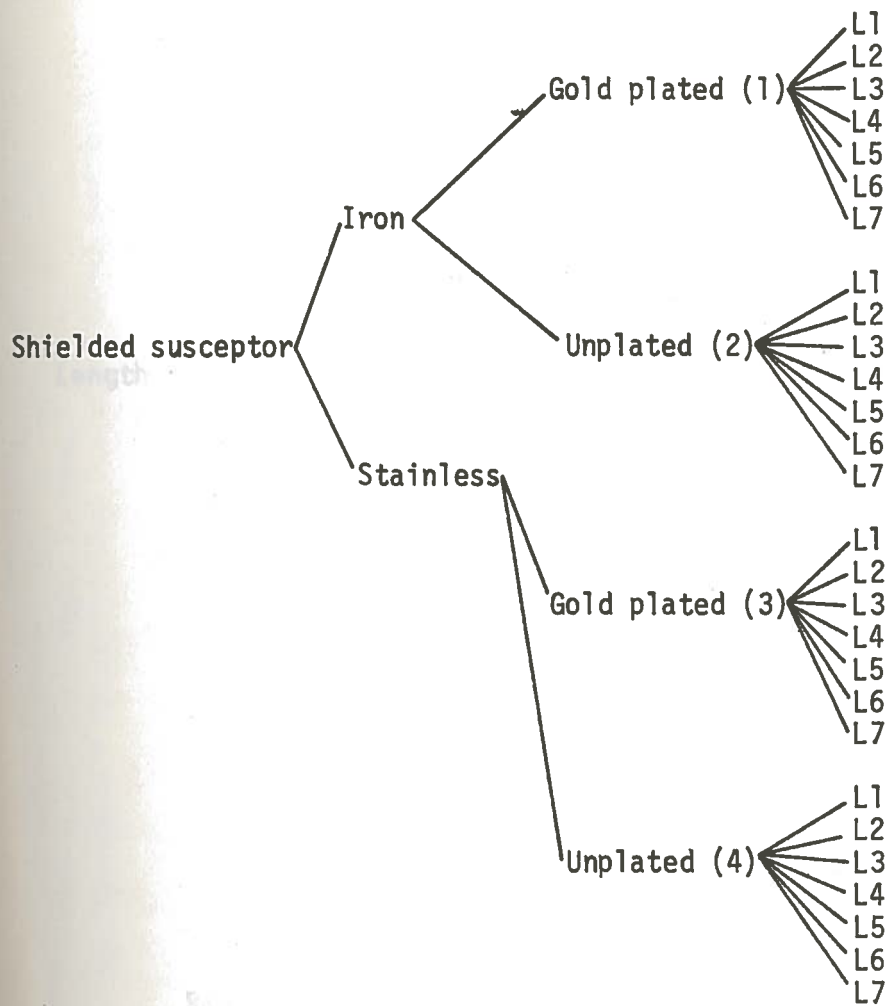 L1
L2
Gold plated (1)
L3
L4
L5
L6
Iron
L7
L1
L2
Shielded susceptor
Unplated (2)
L3
Length
L4
L5
L6
Stainless
L7
L1
L2
Gold plated (3)
L3
L4
L5
L6
L7
L1
L2
Unplated (4)
L3
L4
L5
L6
L7